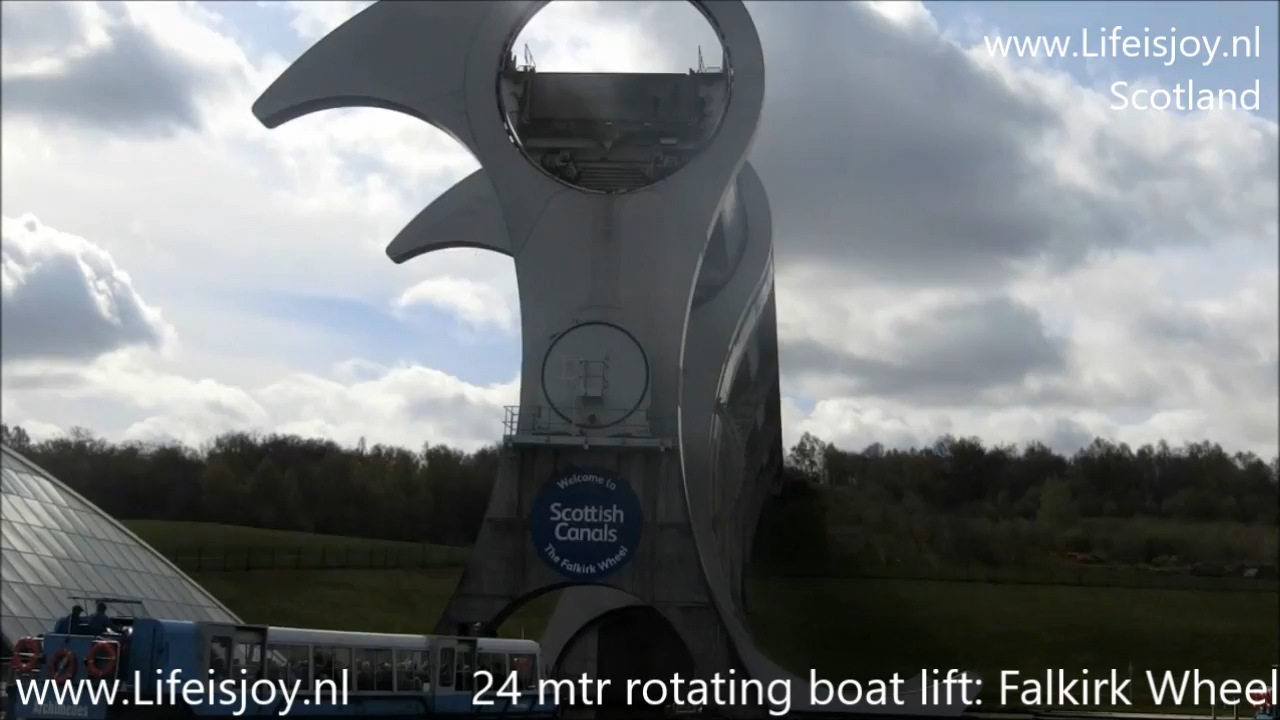 www.Lifeisjoy.nl
Scotland
Welcome to
Scottish
Canals
The Falkirk Wheel
www.Lifeisjoy.nl
24 mtr rotating boat lift: Falkirk Wheel